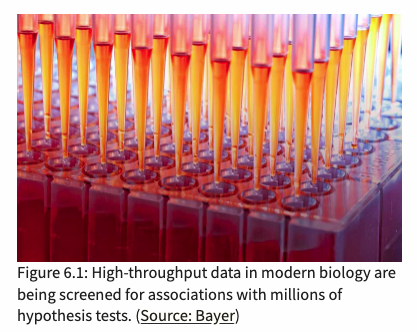 Figure 6.1: High-throughput data in modern biology are
being screened for associations with millions of
hypothesis tests. (Source: Bayer)